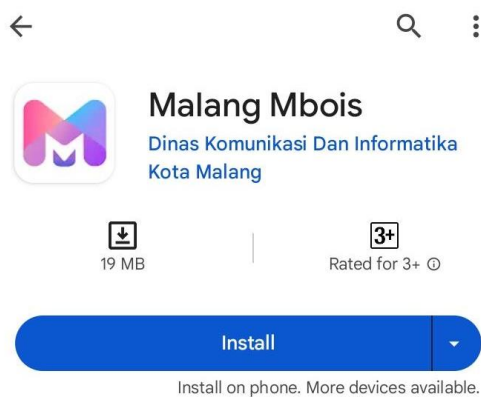 Malang Mbois
Dinas Komunikasi Dan Informatika
Kota Malang
19 MB
3+
Rated for 3+
Install
Install on phone. More devices available.